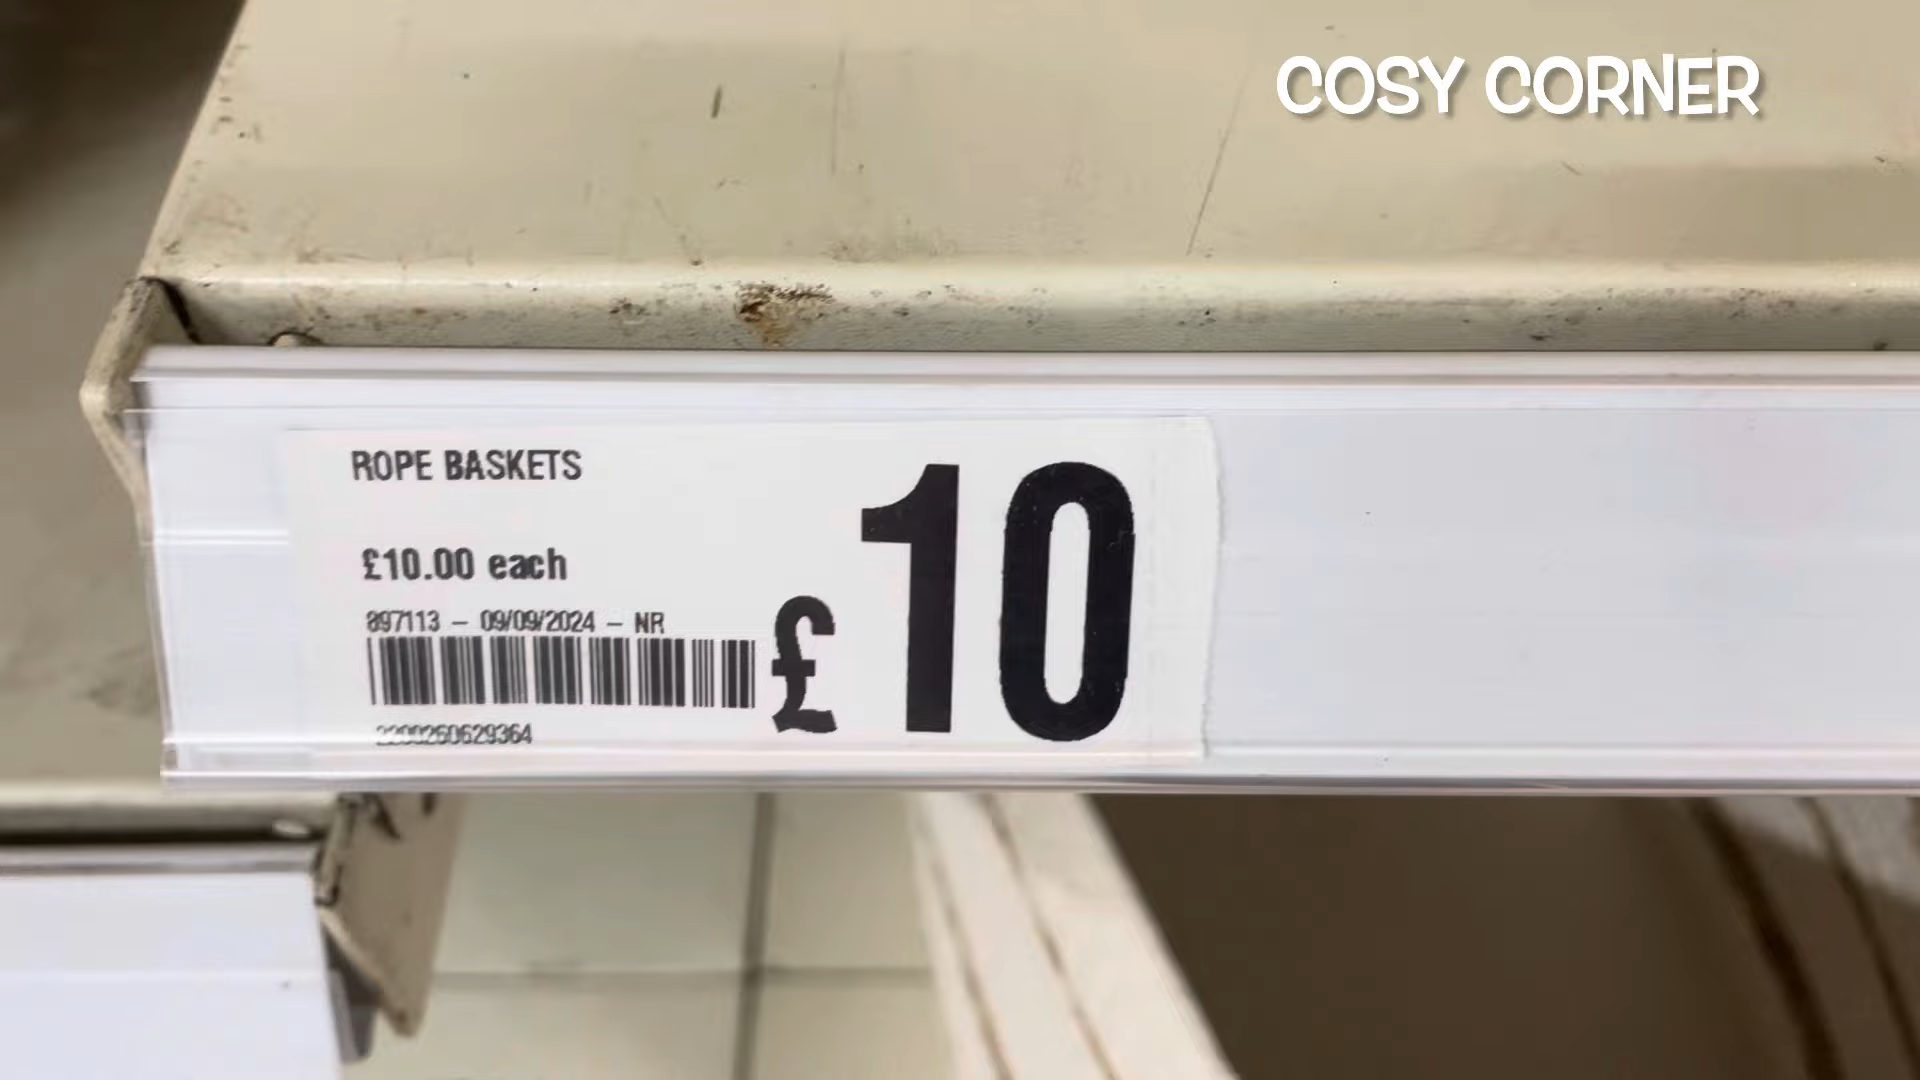 COSY CORNER
ROPE BASKETS
£10.00 each
897113 – 09/09/2024 – NR
£10